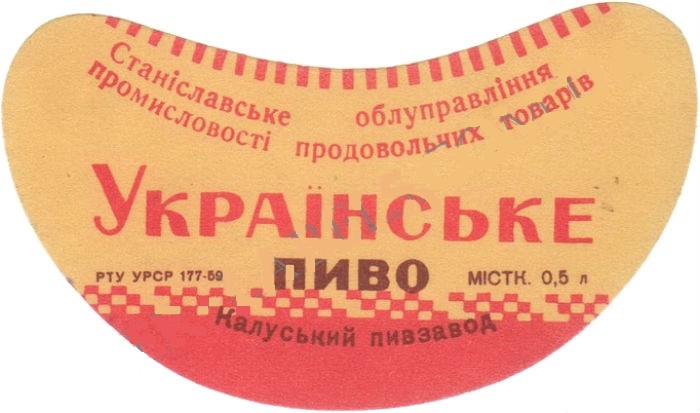 Станіславське облуправління
промисловості продовольчих товарів
УКРАЇНСЬКЕ
ПИВО
РТУ УРСР 177-59
МІСТК. 0,5 л
Калуський пивзавод